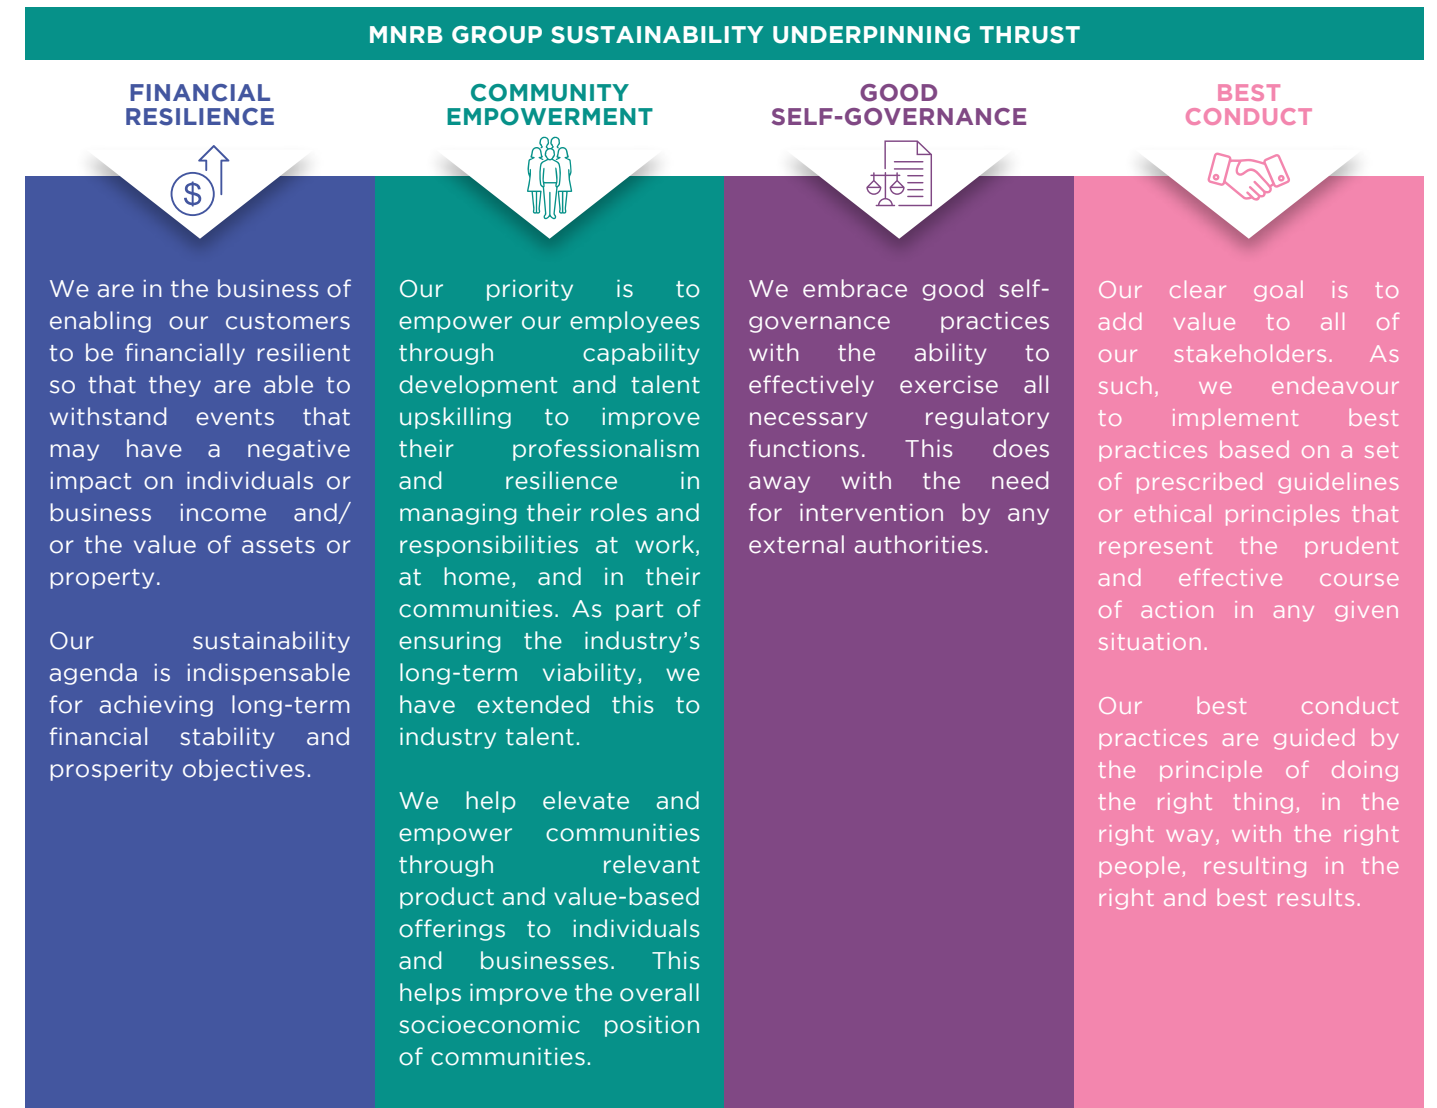 MNRB GROUP SUSTAINABILITY UNDERPINNING THRUST
FINANCIAL
RESILIENCE
$
We are in the business of
enabling our customers
to be financially resilient
so that they are able to
withstand events that
may have a negative
impact on individuals or
business income and/
or the value of assets or
property.
Our sustainability
agenda is indispensable
for achieving long-term
financial stability and
prosperity objectives.
COMMUNITY
EMPOWERMENT
Our priority is to
empower our employees
through capability
development and talent
upskilling to improve
their professionalism
and resilience in
managing their roles and
responsibilities at work,
at home, and in their
communities. As part of
ensuring the industry’s
long-term viability, we
have extended this to
industry talent.
We help elevate and
empower communities
through relevant
product and value-based
offerings to individuals
and businesses. This
helps improve the overall
socioeconomic position
of communities.
GOOD
SELF-GOVERNANCE
We embrace good self-
governance practices
with the ability to
effectively exercise all
necessary regulatory
functions. This does
away with the need
for intervention by any
external authorities.
BEST
CONDUCT
Our clear goal is to
add value to all of
our stakeholders. As
such, we endeavour
to implement best
practices based on a set
of prescribed guidelines
or ethical principles that
represent the prudent
and effective course
of action in any given
situation.
Our best conduct
practices are guided by
the principle of doing
the right thing, in the
right way, with the right
people, resulting in the
right and best results.